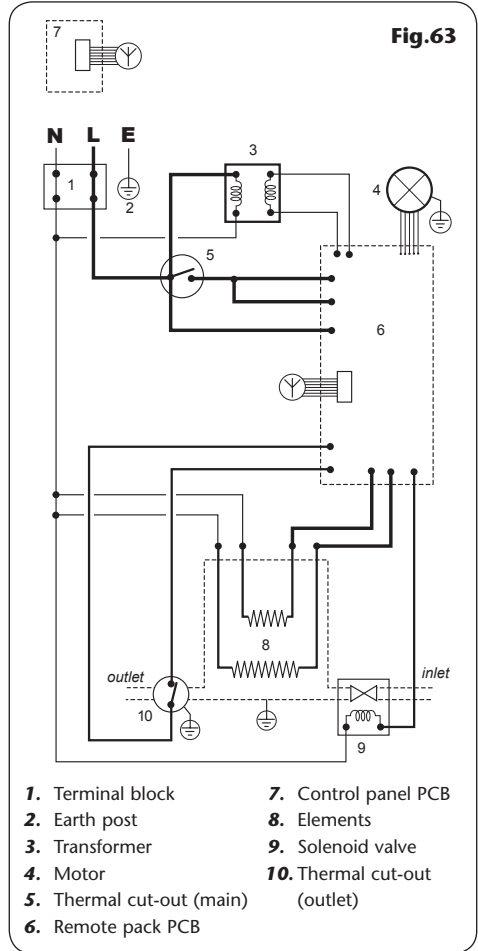 Fig.63
7
N L E
1
2
3
4
5
6
8
outlet
inlet
10
9
1. Terminal block
2. Earth post
3. Transformer
4. Motor
5. Thermal cut-out (main)
6. Remote pack PCB
7. Control panel PCB
8. Elements
9. Solenoid valve
10. Thermal cut-out
(outlet)